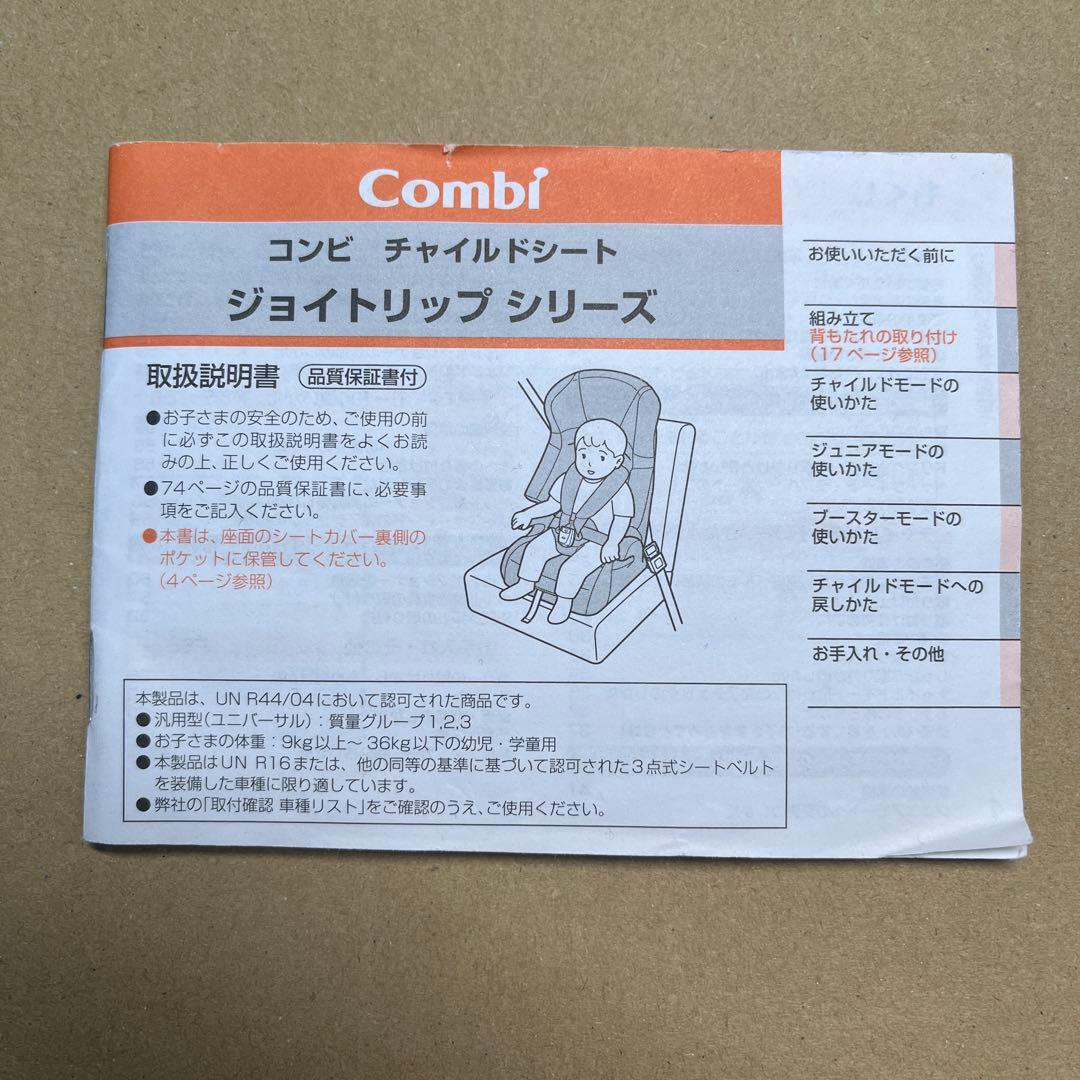 Combi
コンビ チャイルドシート
ジョイトリップ シリーズ
取扱説明書 品質保証書付
●お子さまの安全のため、ご使用の前
に必ずこの取扱説明書をよくお読
みの上、正しくご使用ください。
●74ページの品質保証書に、必要事
項をご記入ください。
●本書は、座面のシートカバー裏側の
ポケットに保管してください。
(4ページ参照)
本製品は、UN R44/04において認可された商品です。
●汎用型(ユニバーサル):質量グループ1,2,3
●お子さまの体重:9kg以上〜36kg以下の幼児・学童用
●本製品はUN R16または、他の同等の基準に基づいて認可された3点式シートベルト
を装備した車種に限り適しています。
●弊社の「取付確認 車種リスト」をご確認のうえ、ご使用ください。
お使いいただく前に
組み立て
背もたれの取り付け
(17ページ参照)
チャイルドモードの
使いかた
ジュニアモードの
使いかた
ブースターモードの
使いかた
チャイルドモードへの
戻しかた
お手入れ・その他